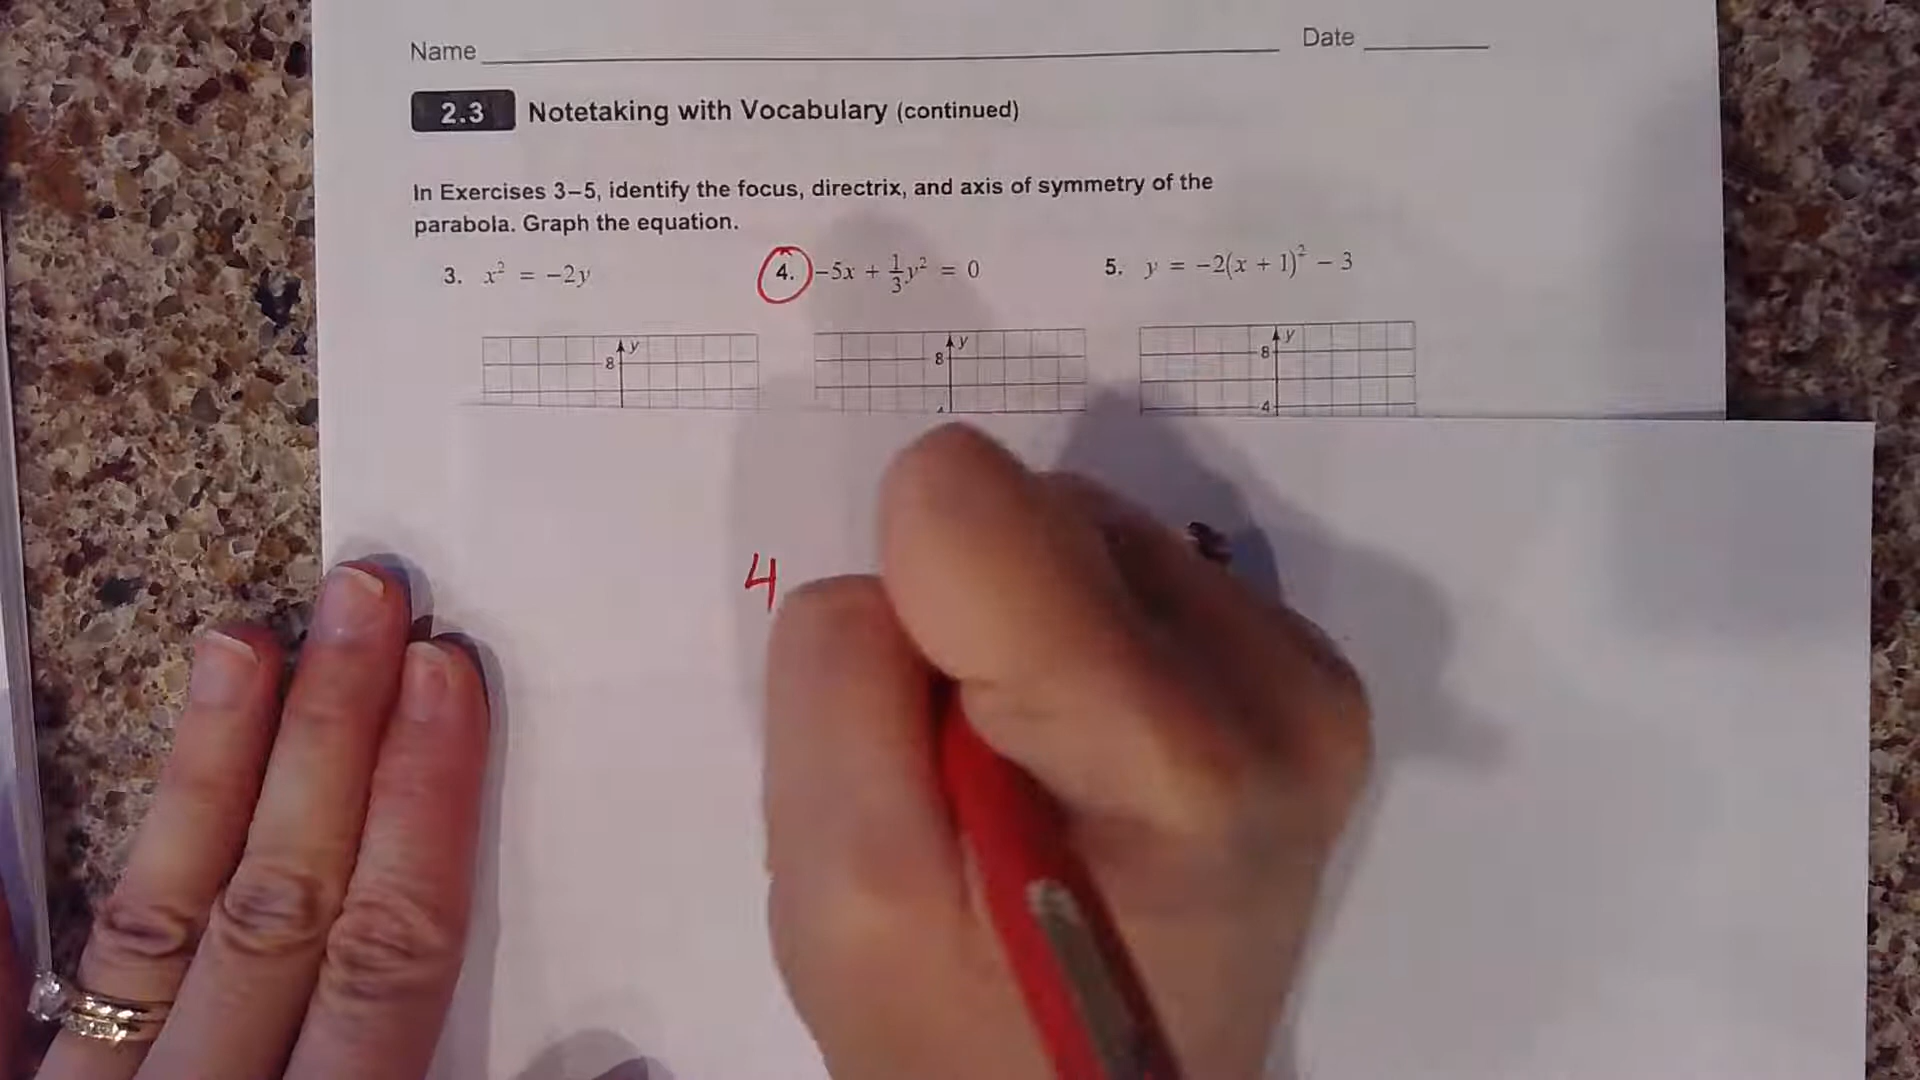 Name Date
2.3 Notetaking with Vocabulary (continued)
In Exercises 3–5, identify the focus, directrix, and axis of symmetry of the
parabola. Graph the equation.
3. x² = −2y 4. −5x + 1/3 y² = 0 5. y = −2(x + 1)² − 3
y y y
8 8 8
4
4